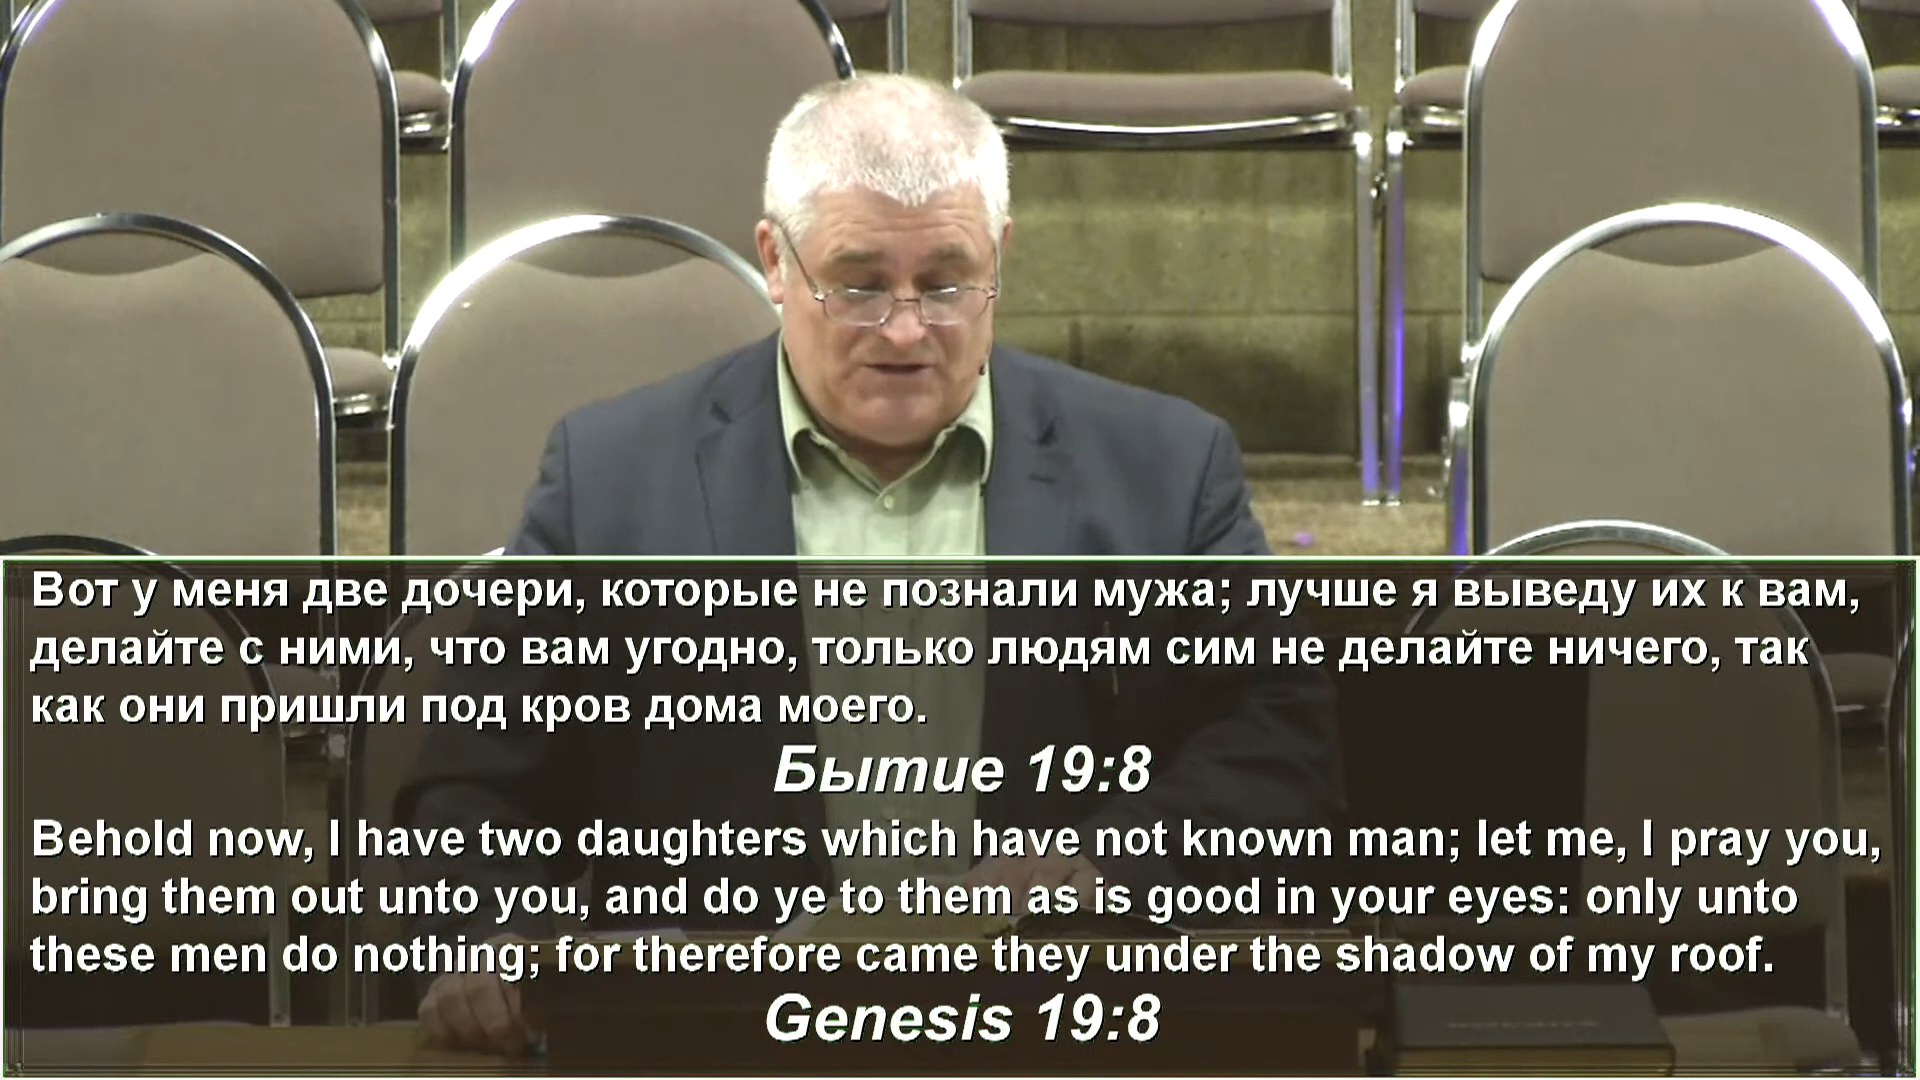 Вот у меня две дочери, которые не познали мужа; лучше я выведу их к вам,
делайте с ними, что вам угодно, только людям сим не делайте ничего, так
как они пришли под кров дома моего.
Бытие 19:8
Behold now, I have two daughters which have not known man; let me, I pray you,
bring them out unto you, and do ye to them as is good in your eyes: only unto
these men do nothing; for therefore came they under the shadow of my roof.
Genesis 19:8